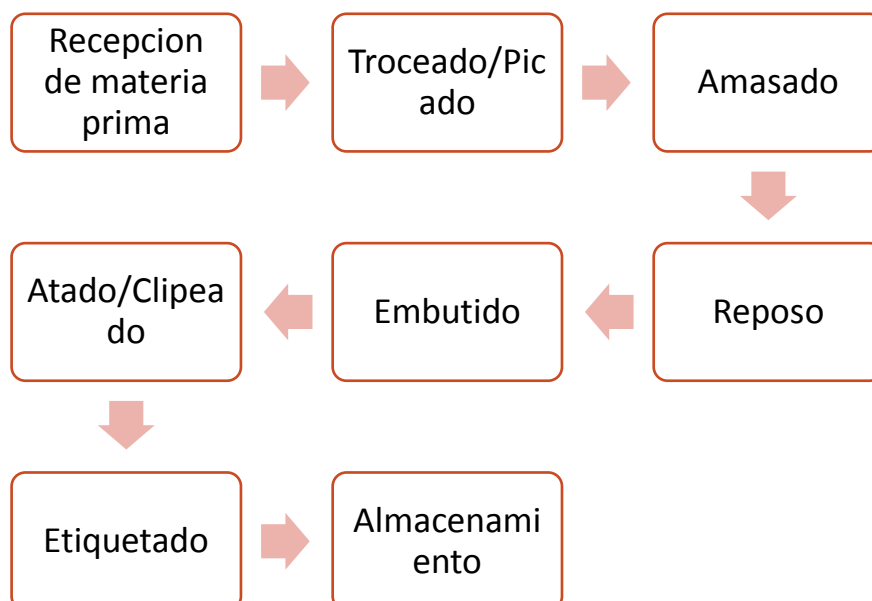 Recepcion
de materia
prima
Troceado/Pic
ado
Amasado
Reposo
Embutido
Atado/Clipea
do
Etiquetado
Almacenami
ento